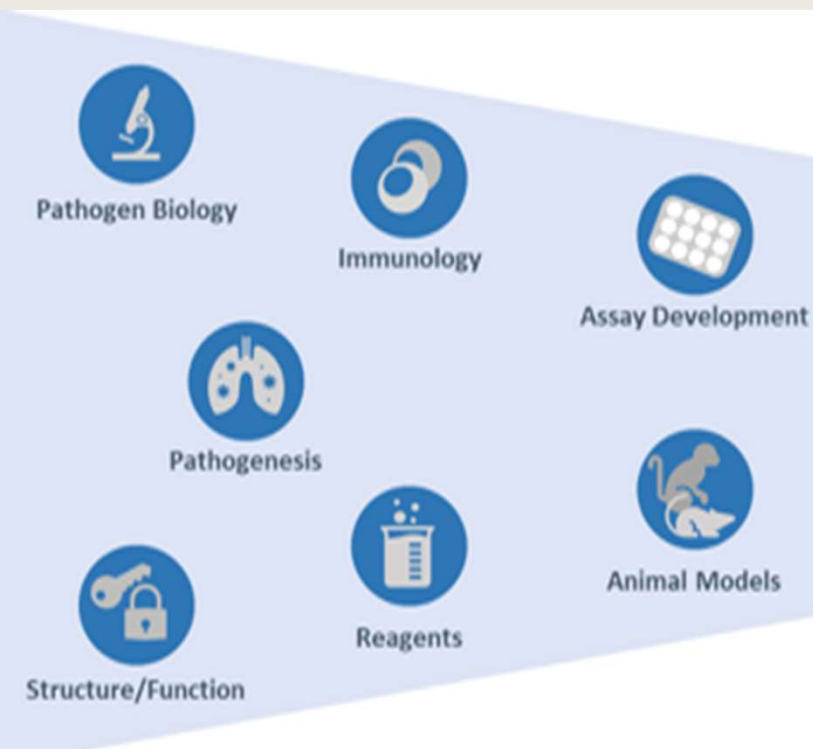 Pathogen Biology
Immunology
Assay Development
Pathogenesis
Animal Models
Reagents
Structure/Function